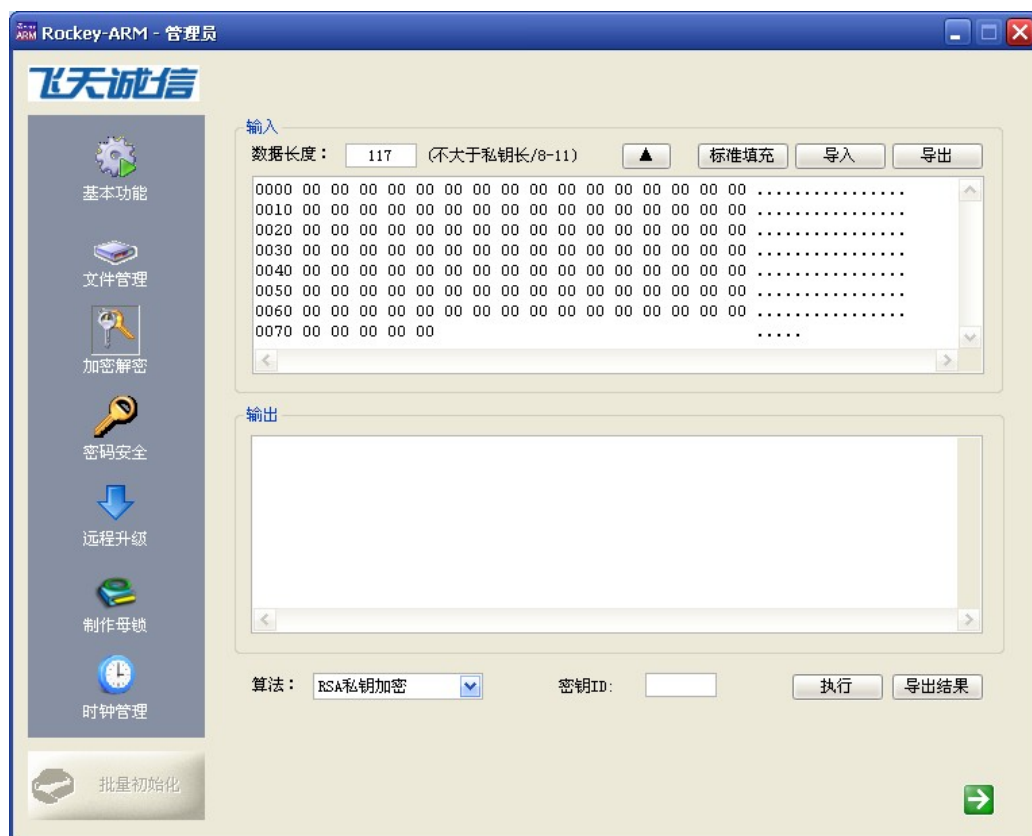 Rockey-ARM - 管理员
飞天诚信
基本功能
文件管理
加密解密
密码安全
远程升级
制作母锁
时钟管理
批量初始化
输入
数据长度： 117 (不大于私钥长/8-11) ▲ 标准填充 导入 导出
0000 00 00 00 00 00 00 00 00 00 00 00 00 00 00 00 00 ................
0010 00 00 00 00 00 00 00 00 00 00 00 00 00 00 00 00 ................
0020 00 00 00 00 00 00 00 00 00 00 00 00 00 00 00 00 ................
0030 00 00 00 00 00 00 00 00 00 00 00 00 00 00 00 00 ................
0040 00 00 00 00 00 00 00 00 00 00 00 00 00 00 00 00 ................
0050 00 00 00 00 00 00 00 00 00 00 00 00 00 00 00 00 ................
0060 00 00 00 00 00 00 00 00 00 00 00 00 00 00 00 00 ................
0070 00 00 00 00 00 .....
输出
算法： RSA私钥加密 密钥ID: 执行 导出结果